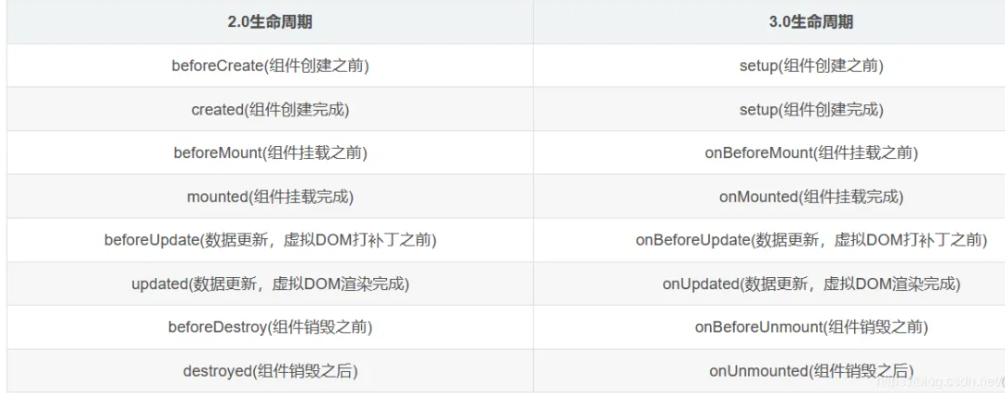 2.0生命周期 3.0生命周期
beforeCreate(组件创建之前) setup(组件创建之前)
created(组件创建完成) setup(组件创建完成)
beforeMount(组件挂载之前) onBeforeMount(组件挂载之前)
mounted(组件挂载完成) onMounted(组件挂载完成)
beforeUpdate(数据更新，虚拟DOM打补丁之前) onBeforeUpdate(数据更新，虚拟DOM打补丁之前)
updated(数据更新，虚拟DOM渲染完成) onUpdated(数据更新，虚拟DOM渲染完成)
beforeDestroy(组件销毁之前) onBeforeUnmount(组件销毁之前)
destroyed(组件销毁之后) onUnmounted(组件销毁之后)